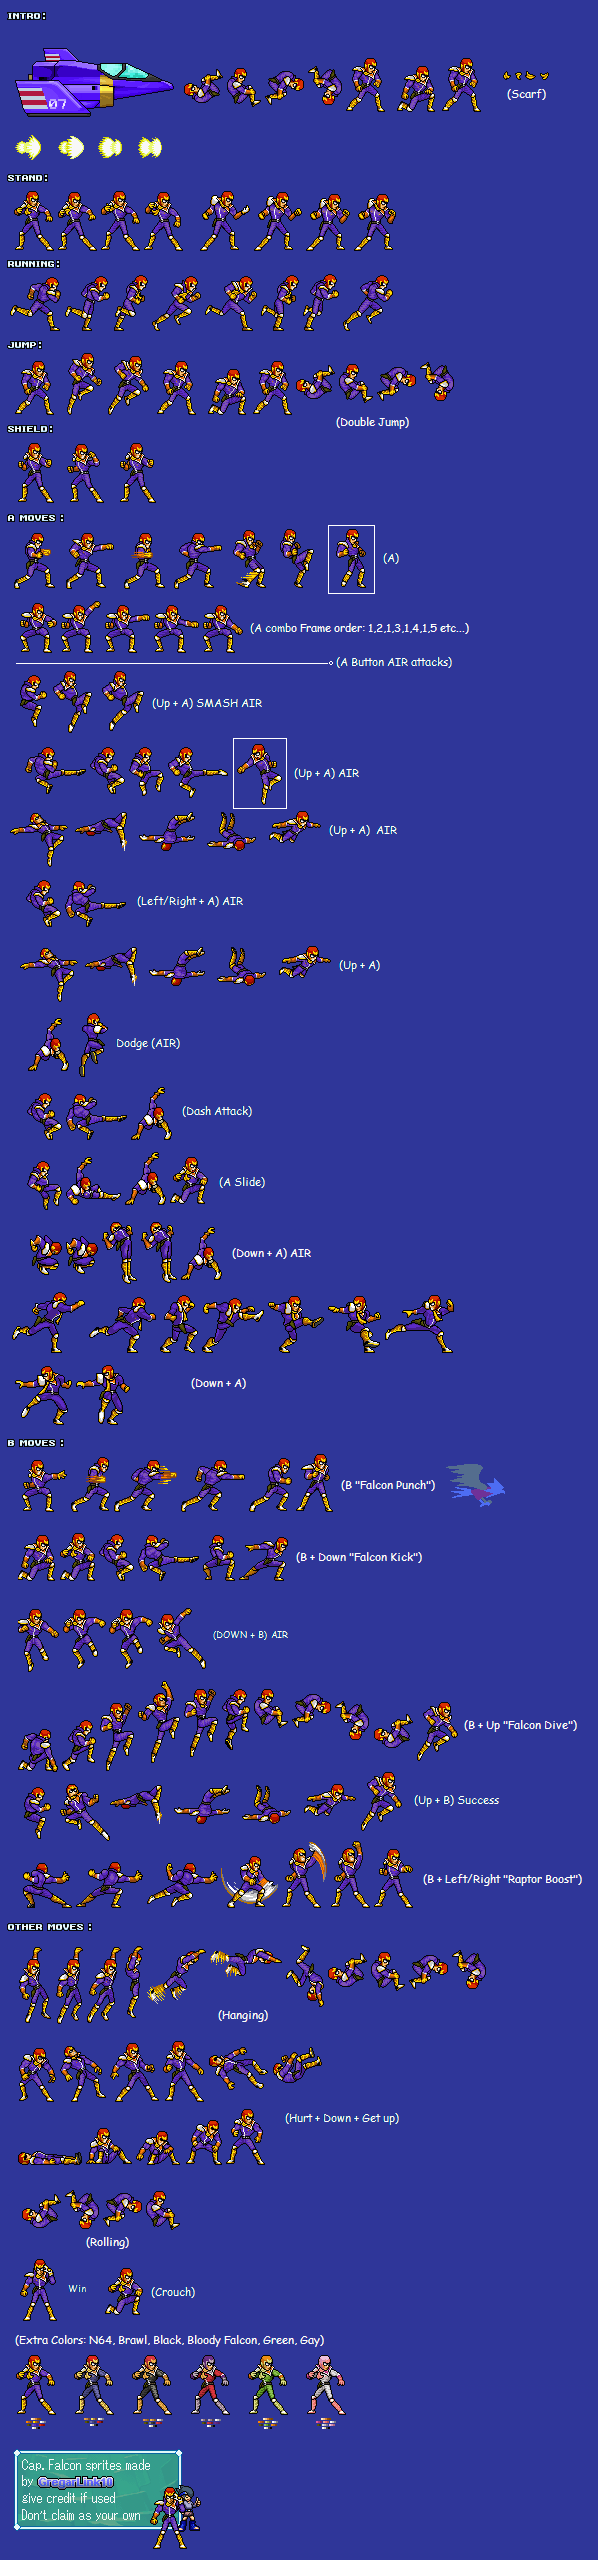 INTRO:
07
(Scarf)
STAND:
RUNNING:
JUMP:
(Double Jump)
SHIELD:
A MOVES :
(A)
(A combo Frame order: 1,2,1,3,1,4,1,5 etc...)
(A Button AIR attacks)
(Up + A) SMASH AIR
(Up + A) AIR
(Up + A) AIR
(Left/Right + A) AIR
(Up + A)
Dodge (AIR)
(Dash Attack)
(A Slide)
(Down + A) AIR
(Down + A)
B MOVES :
(B "Falcon Punch")
(B + Down "Falcon Kick")
(DOWN + B) AIR
(B + Up "Falcon Dive")
(Up + B) Success
(B + Left/Right "Raptor Boost")
OTHER MOVES :
(Hanging)
(Hurt + Down + Get up)
(Rolling)
Win
(Crouch)
(Extra Colors: N64, Brawl, Black, Bloody Falcon, Green, Gay)
Cap. Falcon sprites made
by GregarLink10
give credit if used
Don't claim as your own